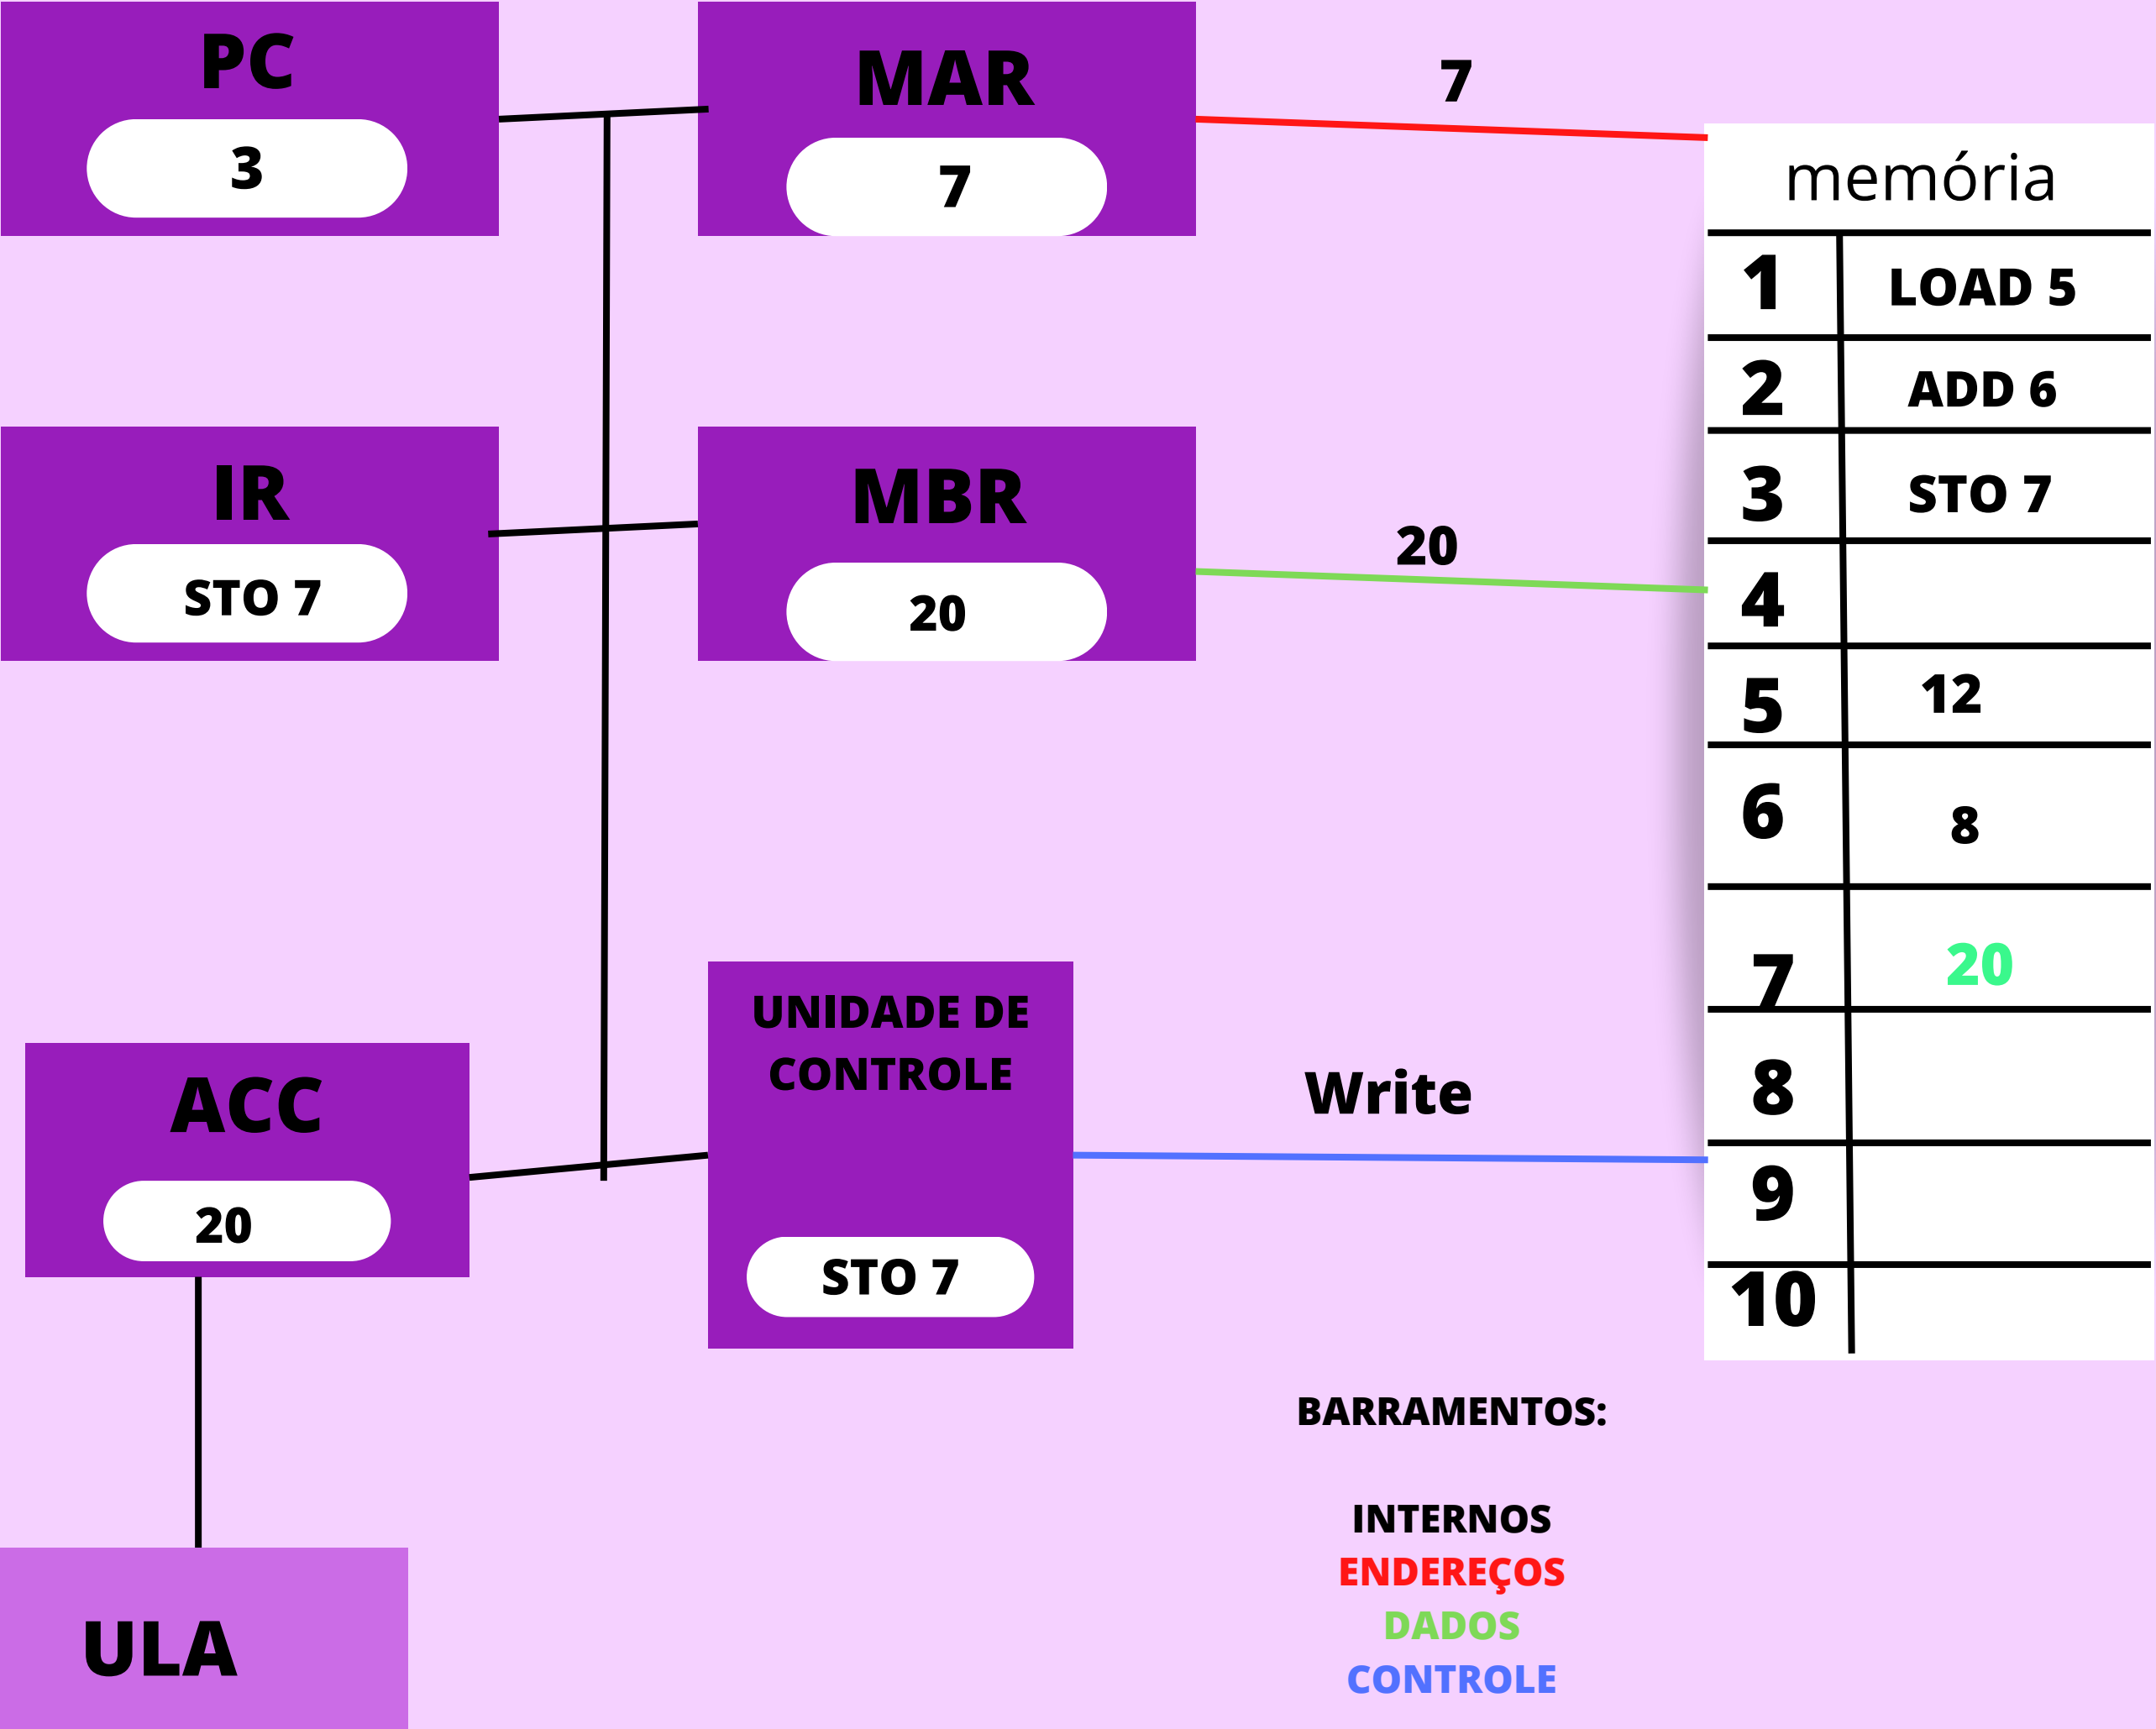 PC
3
MAR
7
7
memória
1 LOAD 5
2 ADD 6
3 STO 7
4
5 12
6 8
7 20
8
9
10
IR
STO 7
MBR
20
20
ACC
20
UNIDADE DE
CONTROLE
STO 7
Write
ULA
BARRAMENTOS:
INTERNOS
ENDEREÇOS
DADOS
CONTROLE